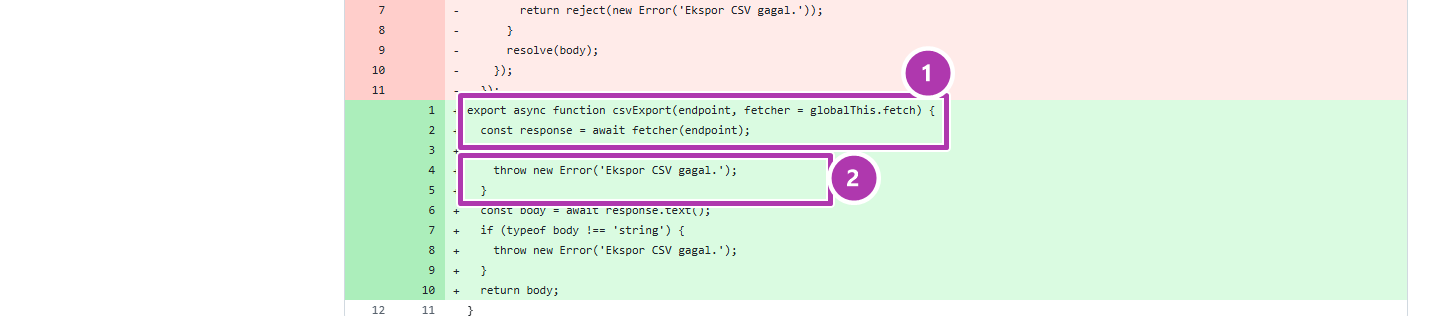 7 - return reject(new Error('Ekspor CSV gagal.'));
8 - }
9 - resolve(body);
10 - });
11 - });
1 export async function csvExport(endpoint, fetcher = globalThis.fetch) {
2 const response = await fetcher(endpoint);
3 +
4 throw new Error('Ekspor CSV gagal.');
5 }
6 + const body = await response.text();
7 + if (typeof body !== 'string') {
8 + throw new Error('Ekspor CSV gagal.');
9 + }
10 + return body;
12 11 }
1
2